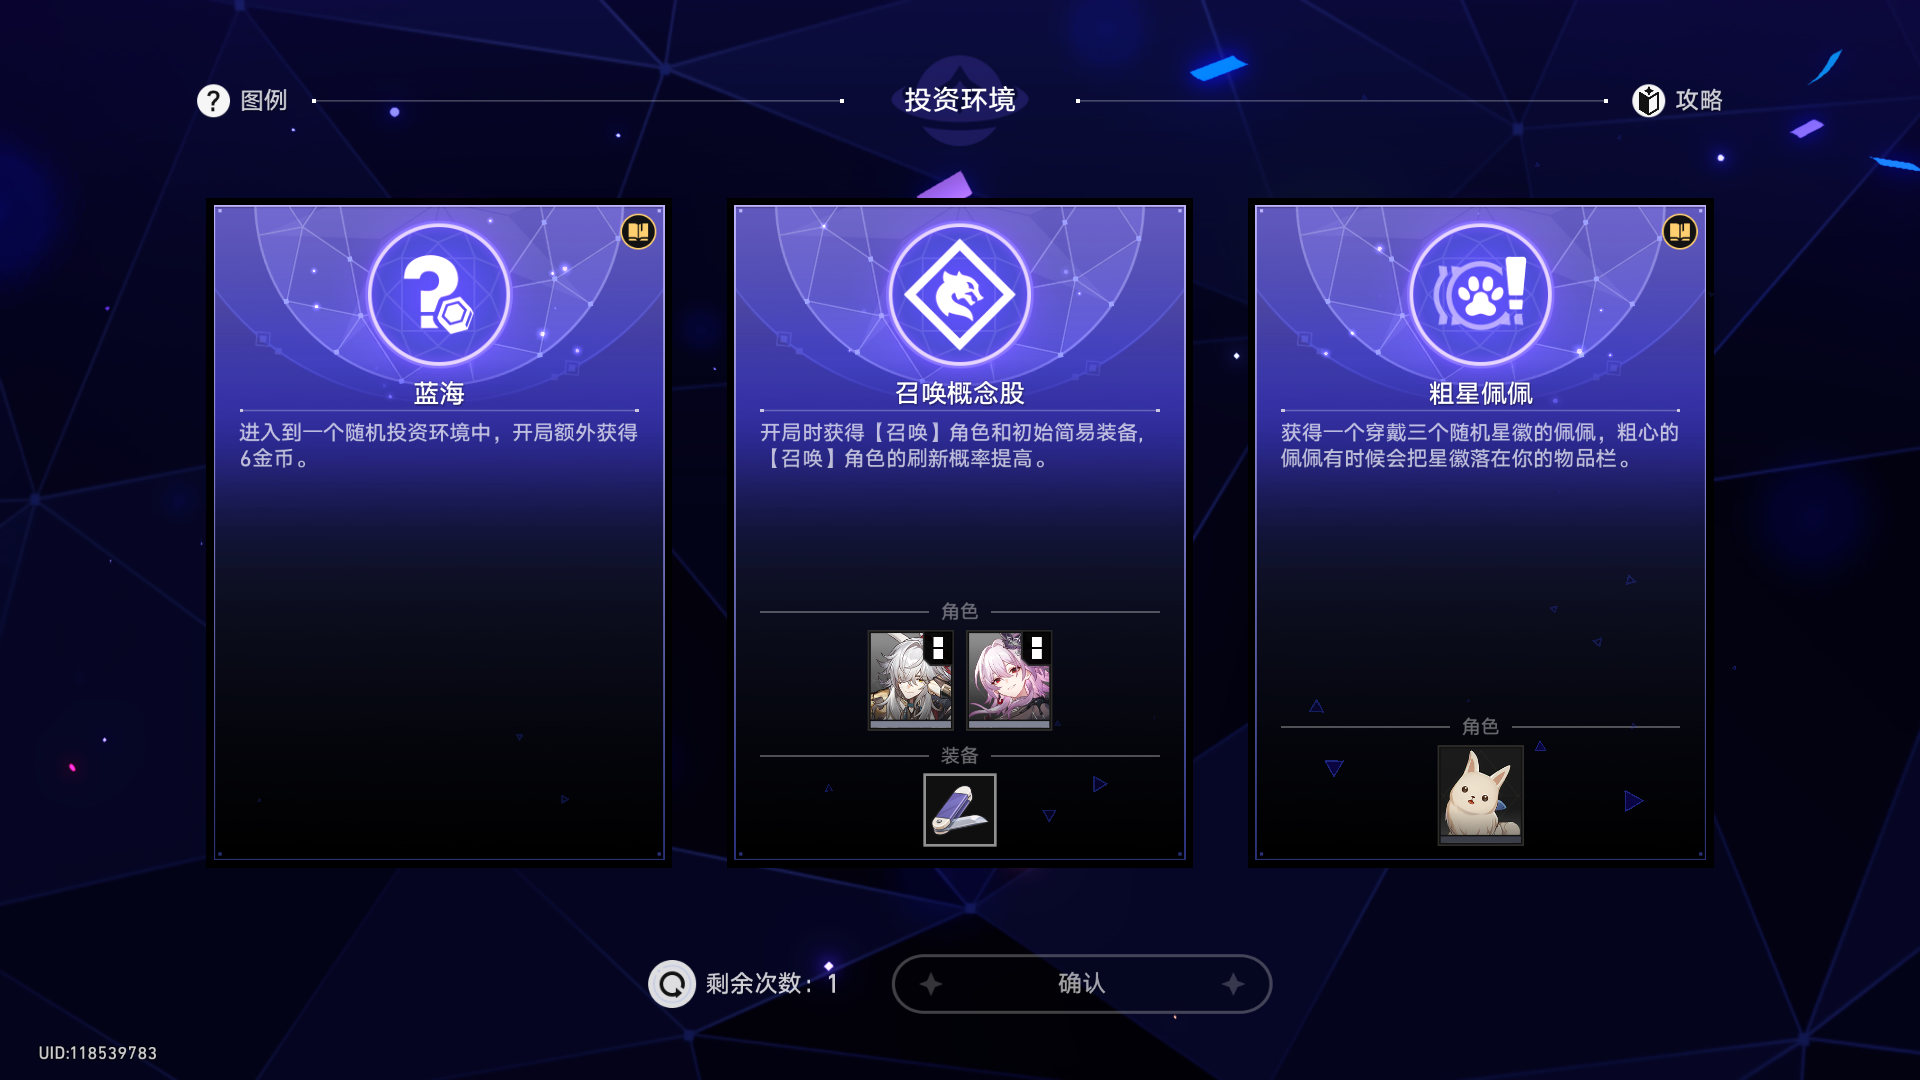 图例
投资环境
攻略
蓝海
进入到一个随机投资环境中，开局额外获得
6金币。
召唤概念股
开局时获得【召唤】角色和初始简易装备，
【召唤】角色的刷新概率提高。
角色
装备
粗星佩佩
获得一个穿戴三个随机星徽的佩佩，粗心的
佩佩有时候会把星徽落在你的物品栏。
角色
剩余次数：1
确认
UID:118539783